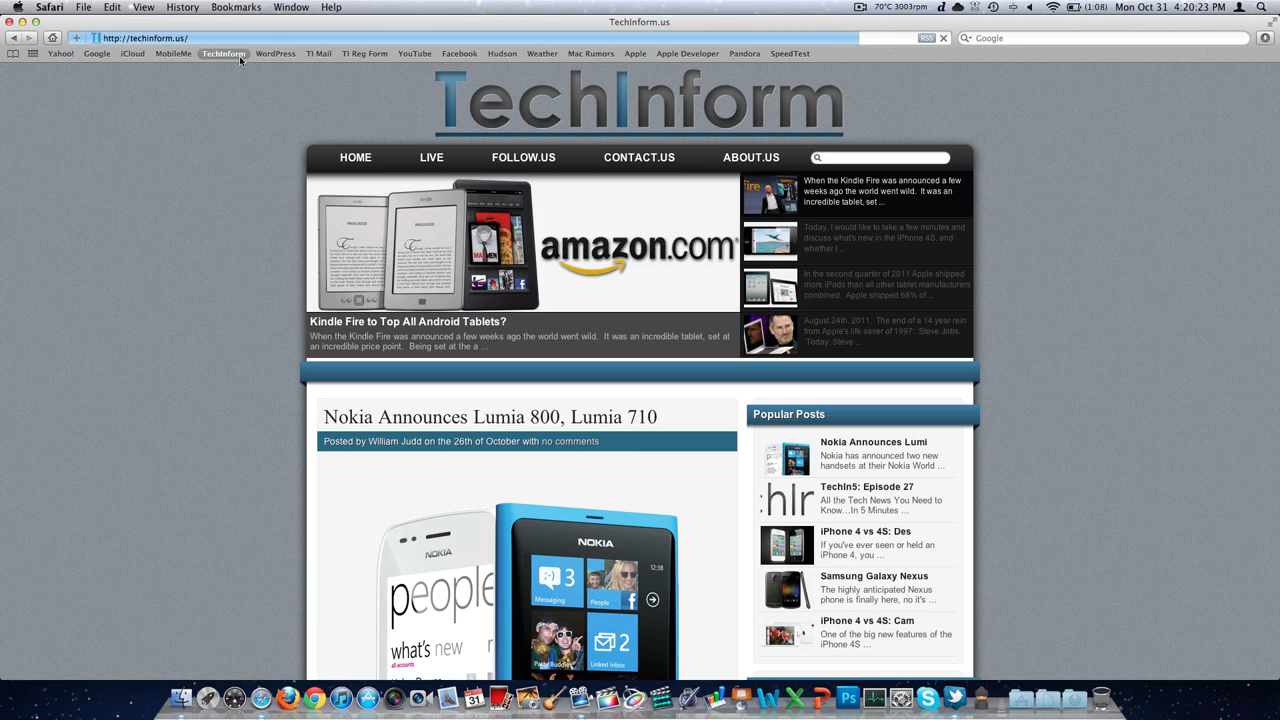 Safari File Edit View History Bookmarks Window Help 70°C 3003rpm (1:08) Mon Oct 31 4:20:23 PM
TechInform.us
http://techinform.us/ RSS Google
Yahoo! Google iCloud MobileMe TechInform WordPress TI Mail TI Reg Form YouTube Facebook Hudson Weather Mac Rumors Apple Apple Developer Pandora SpeedTest
TechInform
HOME LIVE FOLLOW.US CONTACT.US ABOUT.US
amazon.com
kindle
Kindle Fire to Top All Android Tablets?
When the Kindle Fire was announced a few weeks ago the world went wild. It was an incredible tablet, set at
an incredible price point. Being set at the a ...
When the Kindle Fire was announced a few
weeks ago the world went wild. It was an
incredible tablet, set ...
Today, I would like to take a few minutes and
discuss what's new in the iPhone 4S, and
whether I ...
In the second quarter of 2011 Apple shipped
more iPads than all other tablet manufacturers
combined. Apple shipped 68% of ...
August 24th, 2011. The end of a 14 year rein
from Apple's life saver of 1997: Steve Jobs.
Today, Steve ...
Nokia Announces Lumia 800, Lumia 710
Posted by William Judd on the 26th of October with no comments
NOKIA
people
what's new
all accounts
NOKIA
12:38
3
Messaging
People
Party Buddies
2
Linked inbox
Popular Posts
Nokia Announces Lumi
Nokia has announced two new
handsets at their Nokia World ...
TechIn5: Episode 27
All the Tech News You Need to
Know…In 5 Minutes ...
iPhone 4 vs 4S: Des
If you've ever seen or held an
iPhone 4, you ...
Samsung Galaxy Nexus
The highly anticipated Nexus
phone is finally here, no it's ...
iPhone 4 vs 4S: Cam
One of the big new features of the
iPhone 4S ...